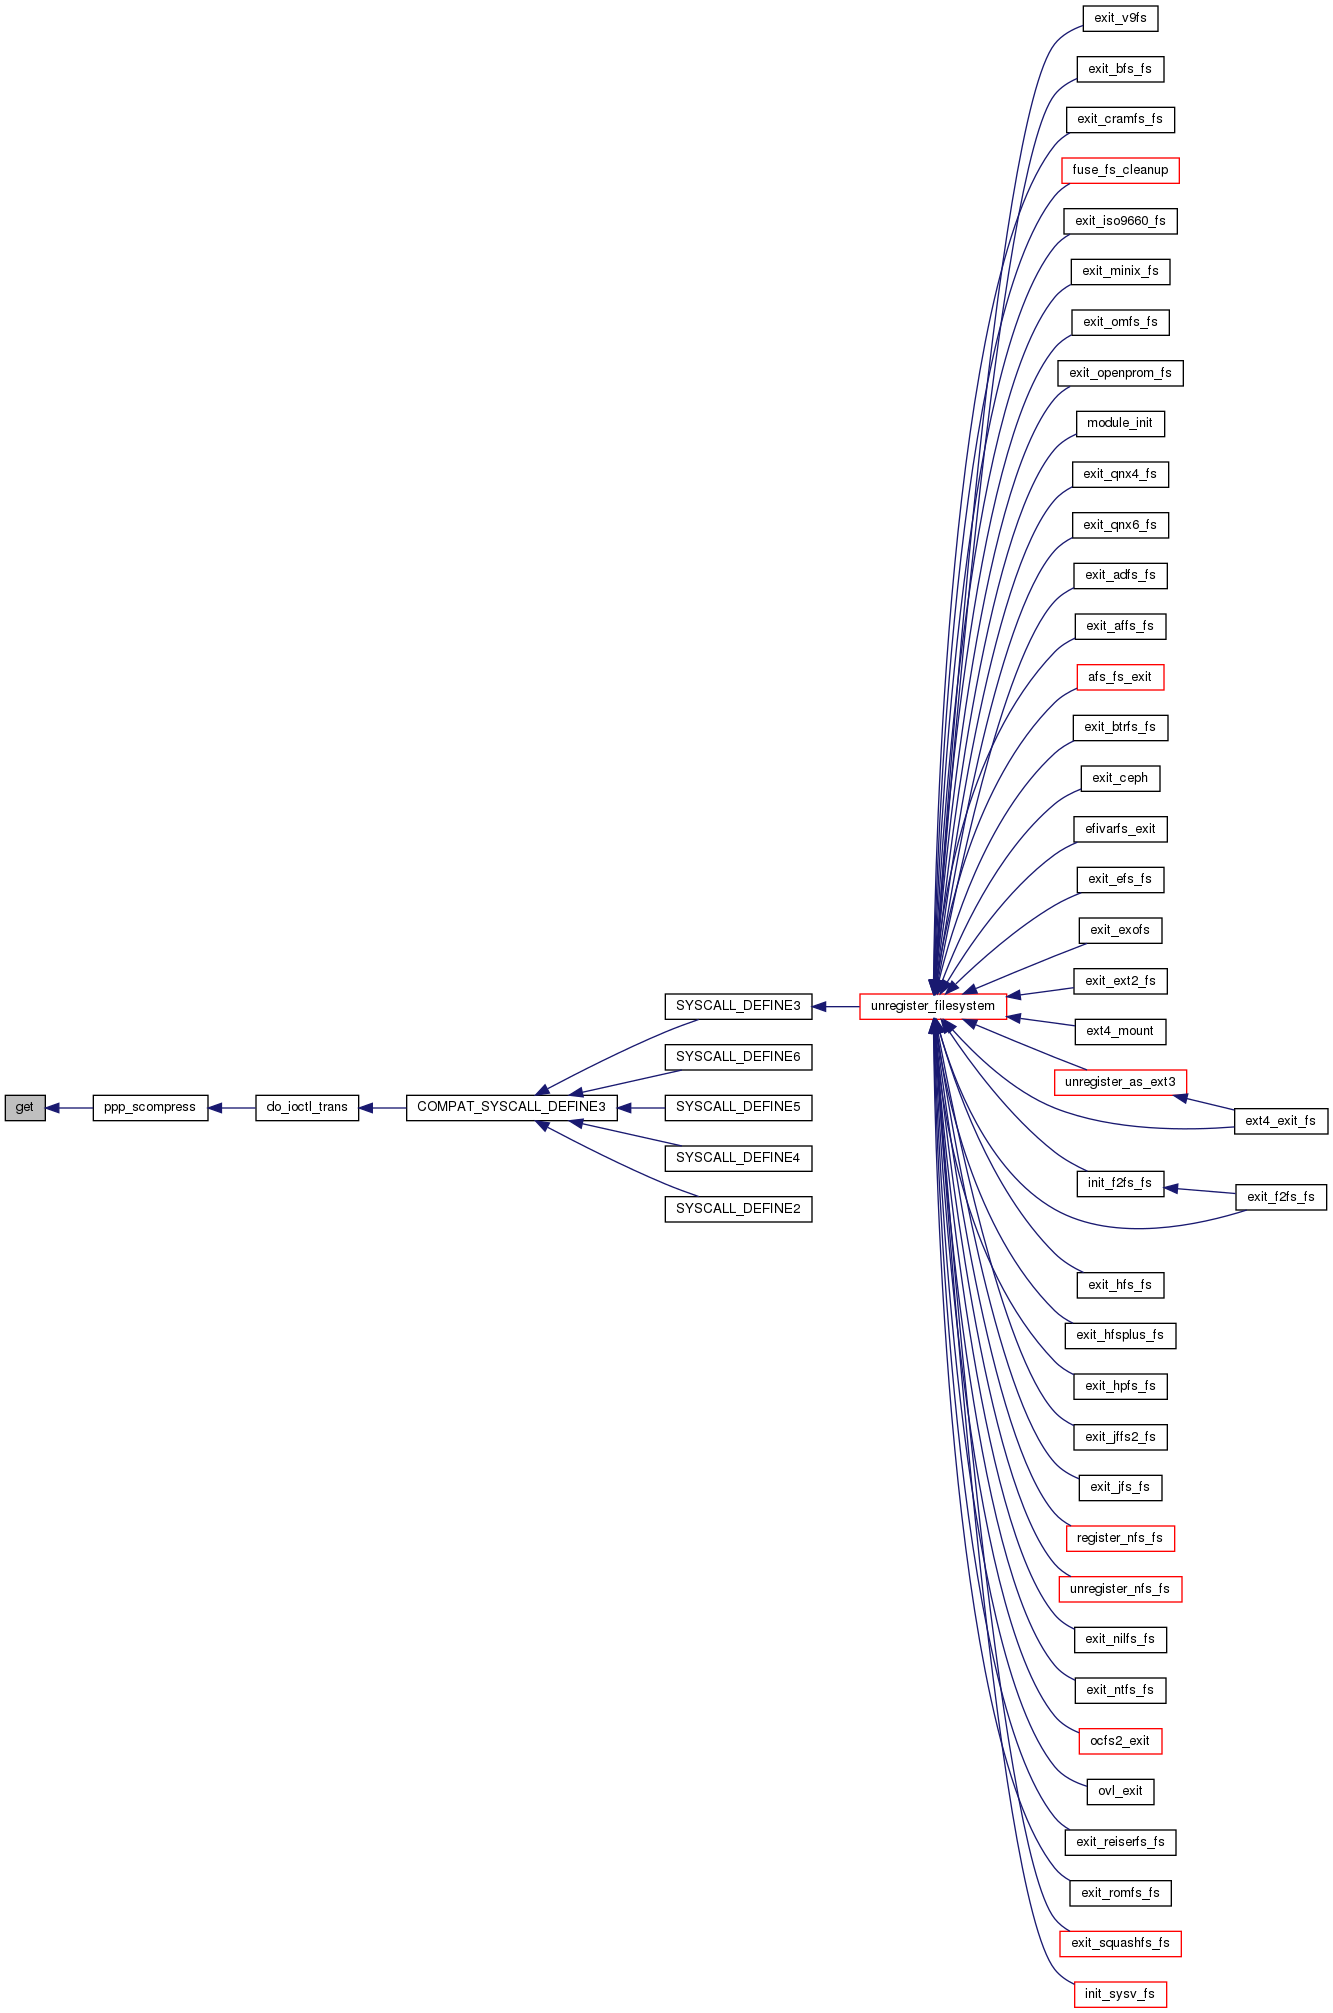 exit_v9fs
exit_bfs_fs
exit_cramfs_fs
fuse_fs_cleanup
exit_iso9660_fs
exit_minix_fs
exit_omfs_fs
exit_openprom_fs
module_init
exit_qnx4_fs
exit_qnx6_fs
exit_adfs_fs
exit_affs_fs
afs_fs_exit
exit_btrfs_fs
exit_ceph
efivarfs_exit
exit_efs_fs
exit_exofs
exit_ext2_fs
SYSCALL_DEFINE3
unregister_filesystem
ext4_mount
SYSCALL_DEFINE6
unregister_as_ext3
get
ppp_scompress
do_ioctl_trans
COMPAT_SYSCALL_DEFINE3
SYSCALL_DEFINE5
ext4_exit_fs
SYSCALL_DEFINE4
init_f2fs_fs
exit_f2fs_fs
SYSCALL_DEFINE2
exit_hfs_fs
exit_hfsplus_fs
exit_hpfs_fs
exit_jffs2_fs
exit_jfs_fs
register_nfs_fs
unregister_nfs_fs
exit_nilfs_fs
exit_ntfs_fs
ocfs2_exit
ovl_exit
exit_reiserfs_fs
exit_romfs_fs
exit_squashfs_fs
init_sysv_fs